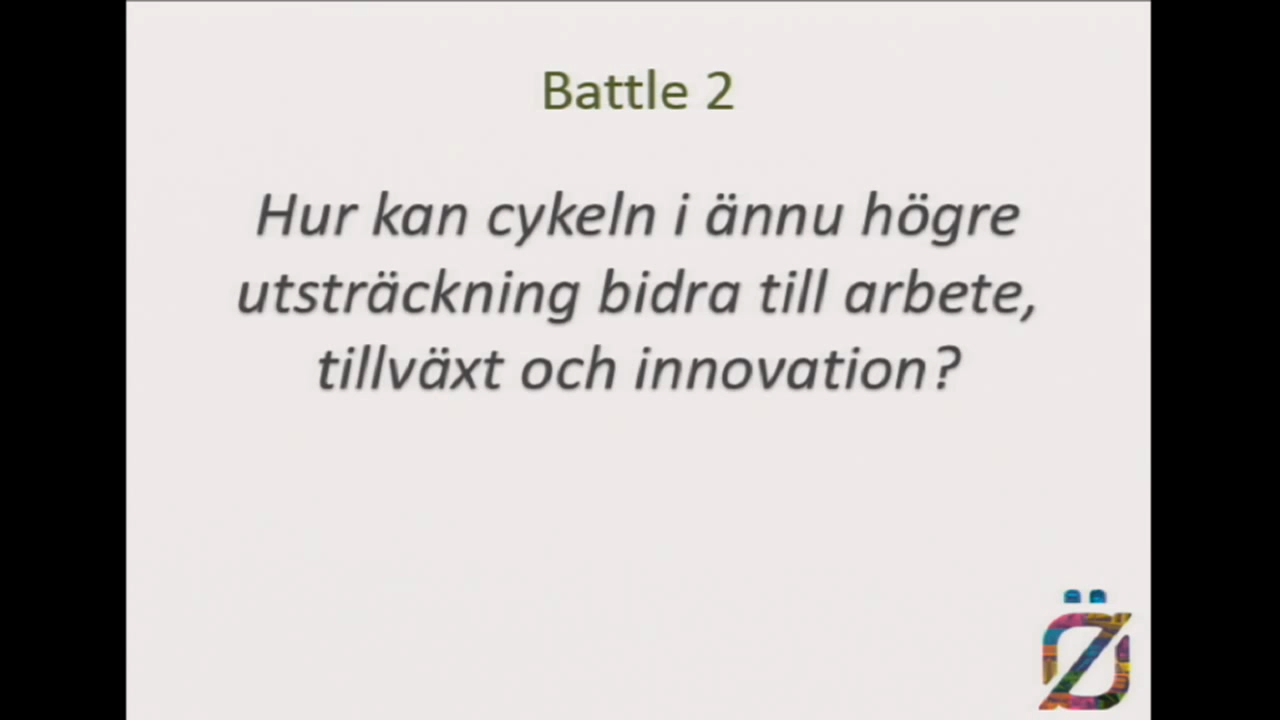 Battle 2
Hur kan cykeln i ännu högre
utsträckning bidra till arbete,
tillväxt och innovation?